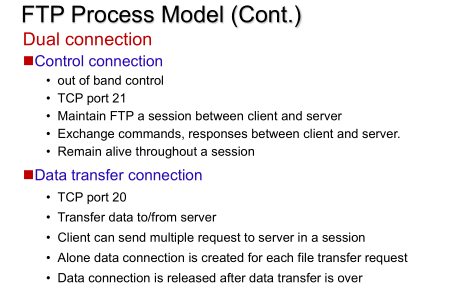 FTP Process Model (Cont.)
Dual connection
■Control connection
• out of band control
• TCP port 21
• Maintain FTP a session between client and server
• Exchange commands, responses between client and server.
• Remain alive throughout a session
■Data transfer connection
• TCP port 20
• Transfer data to/from server
• Client can send multiple request to server in a session
• Alone data connection is created for each file transfer request
• Data connection is released after data transfer is over